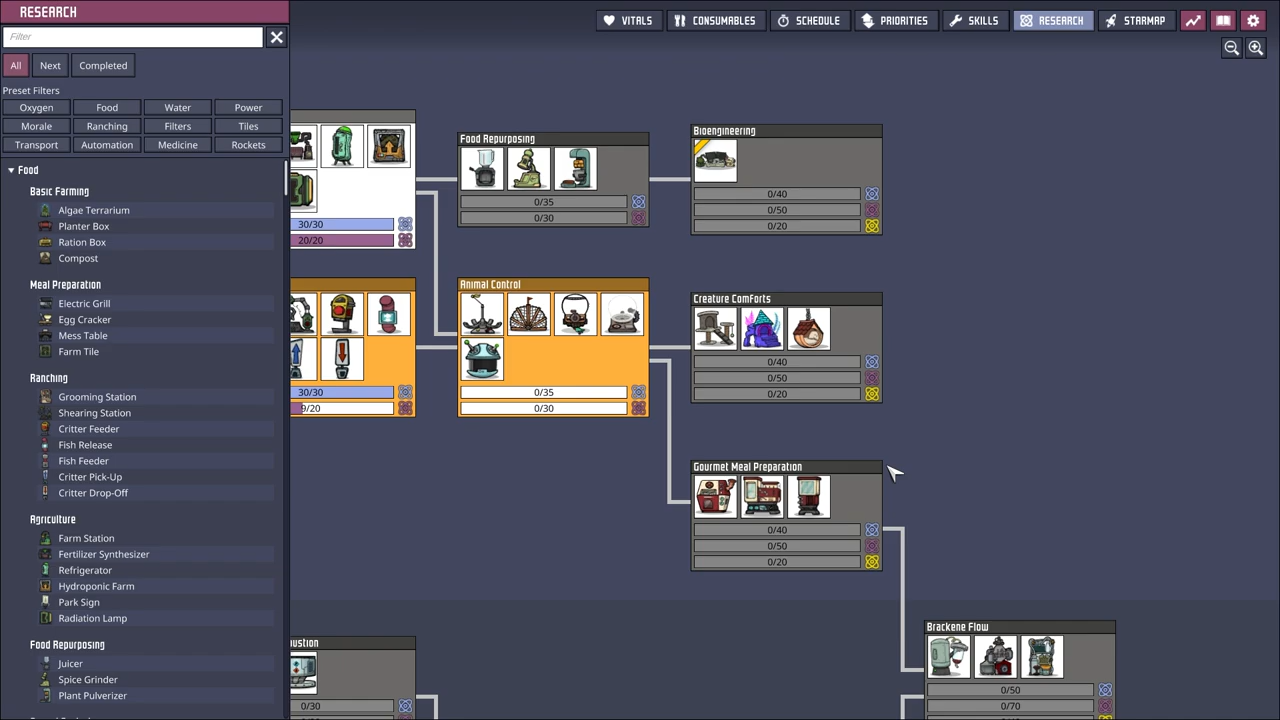 RESEARCH
VITALS
CONSUMABLES
SCHEDULE
PRIORITIES
SKILLS
RESEARCH
STARMAP
Filter
All
Next
Completed
Preset Filters
Oxygen
Food
Water
Power
Morale
Ranching
Filters
Tiles
Transport
Automation
Medicine
Rockets
Food
Basic Farming
Algae Terrarium
Planter Box
Ration Box
Compost
Meal Preparation
Electric Grill
Egg Cracker
Mess Table
Farm Tile
Ranching
Grooming Station
Shearing Station
Critter Feeder
Fish Release
Fish Feeder
Critter Pick-Up
Critter Drop-Off
Agriculture
Farm Station
Fertilizer Synthesizer
Refrigerator
Hydroponic Farm
Park Sign
Radiation Lamp
Food Repurposing
Juicer
Spice Grinder
Plant Pulverizer
30/30
20/20
30/30
9/20
ustion
0/30
Food Repurposing
0/35
0/30
Animal Control
0/35
0/30
Bioengineering
0/40
0/50
0/20
Creature Comforts
0/40
0/50
0/20
Gourmet Meal Preparation
0/40
0/50
0/20
Brackene Flow
0/50
0/70